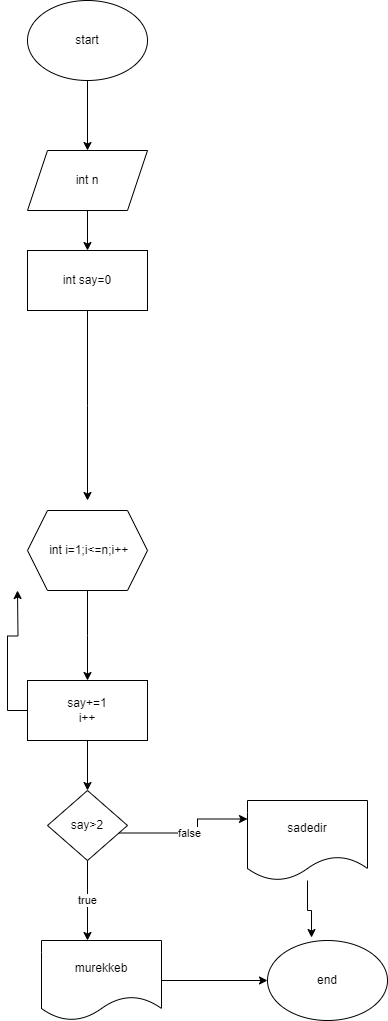 start
int n
int say=0
int i=1;i<=n;i++
say+=1
i++
say>2
false
sadedir
true
murekkeb
end